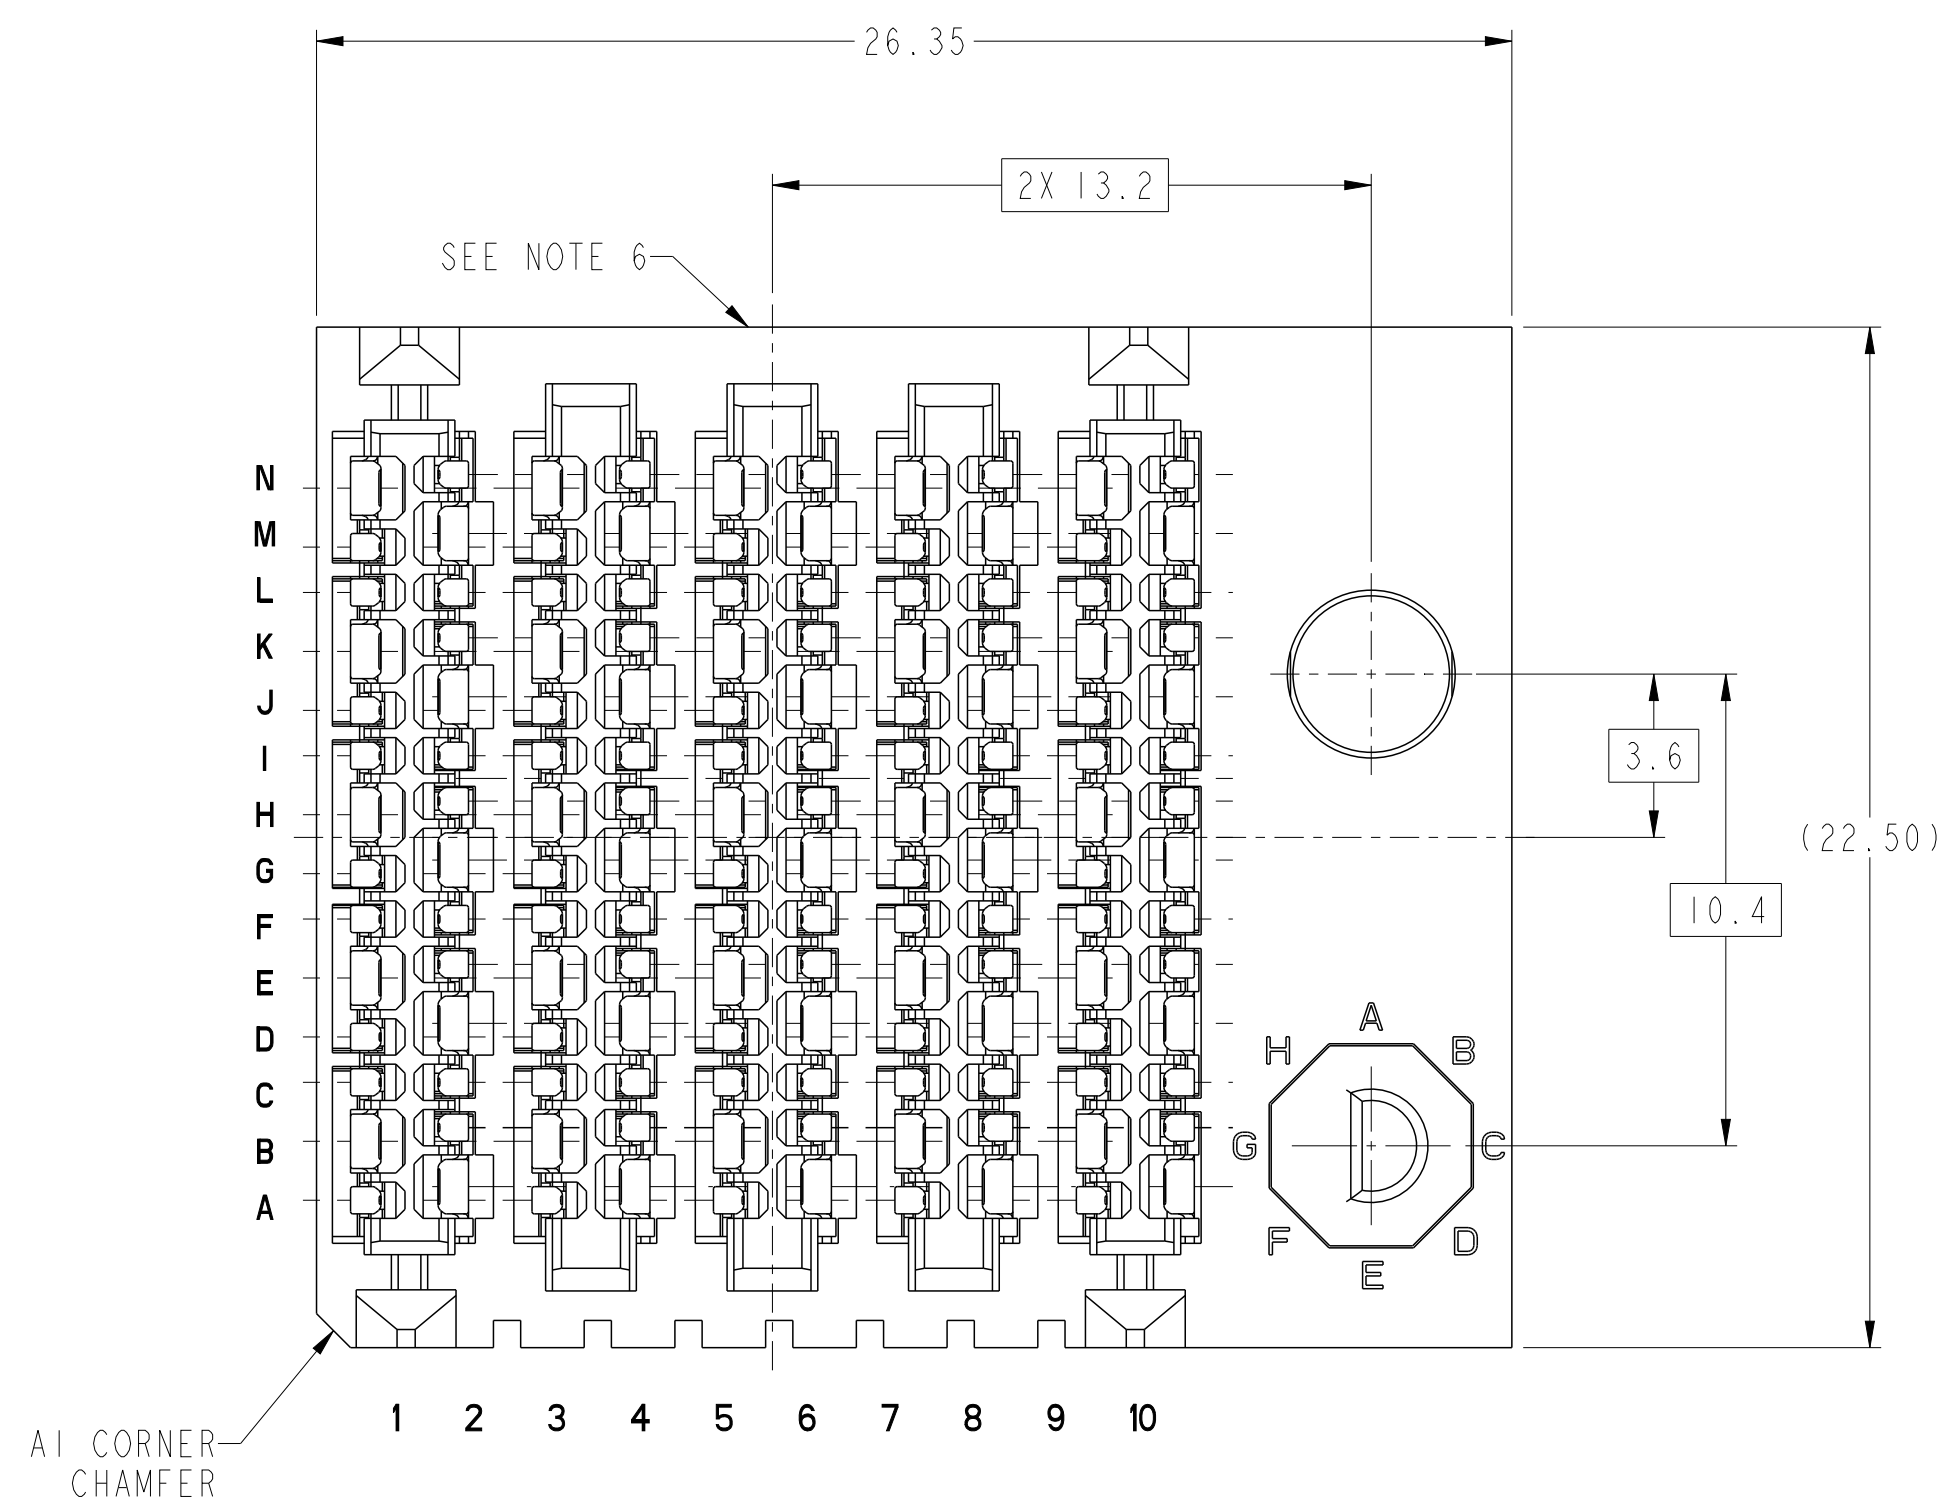 26.35
2X 13.2
SEE NOTE 6
N
M
L
K
J
I
H
G
F
E
D
C
B
A
3.6
(22.50)
10.4
A
H B
G C
F D
E
1 2 3 4 5 6 7 8 9 10
A1 CORNER
CHAMFER